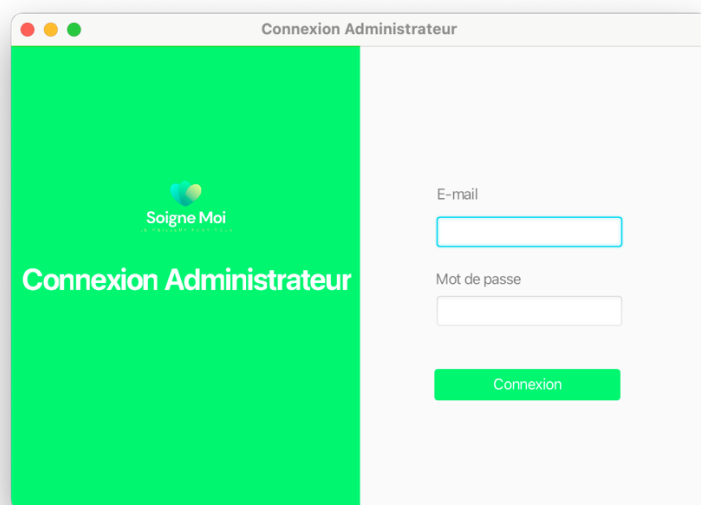 Connexion Administrateur
Soigne Moi
Connexion Administrateur
E-mail
Mot de passe
Connexion